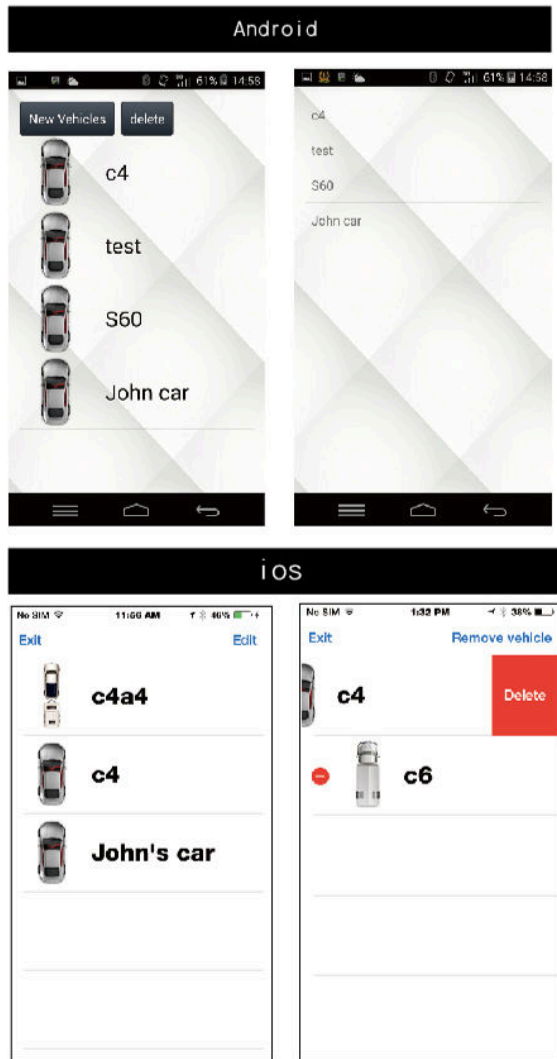 Android
61% 14:58
New Vehicles delete
c4
test
S60
John car
61% 14:58
c4
test
S60
John car
ios
No SIM 11:56 AM 46%
Exit Edit
c4a4
c4
John's car
No SIM 1:32 PM 38%
Exit Remove vehicle
c4 Delete
c6